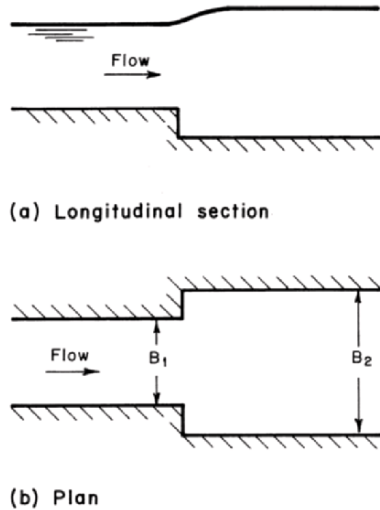 Flow
(a) Longitudinal section
Flow
B₁
B₂
(b) Plan